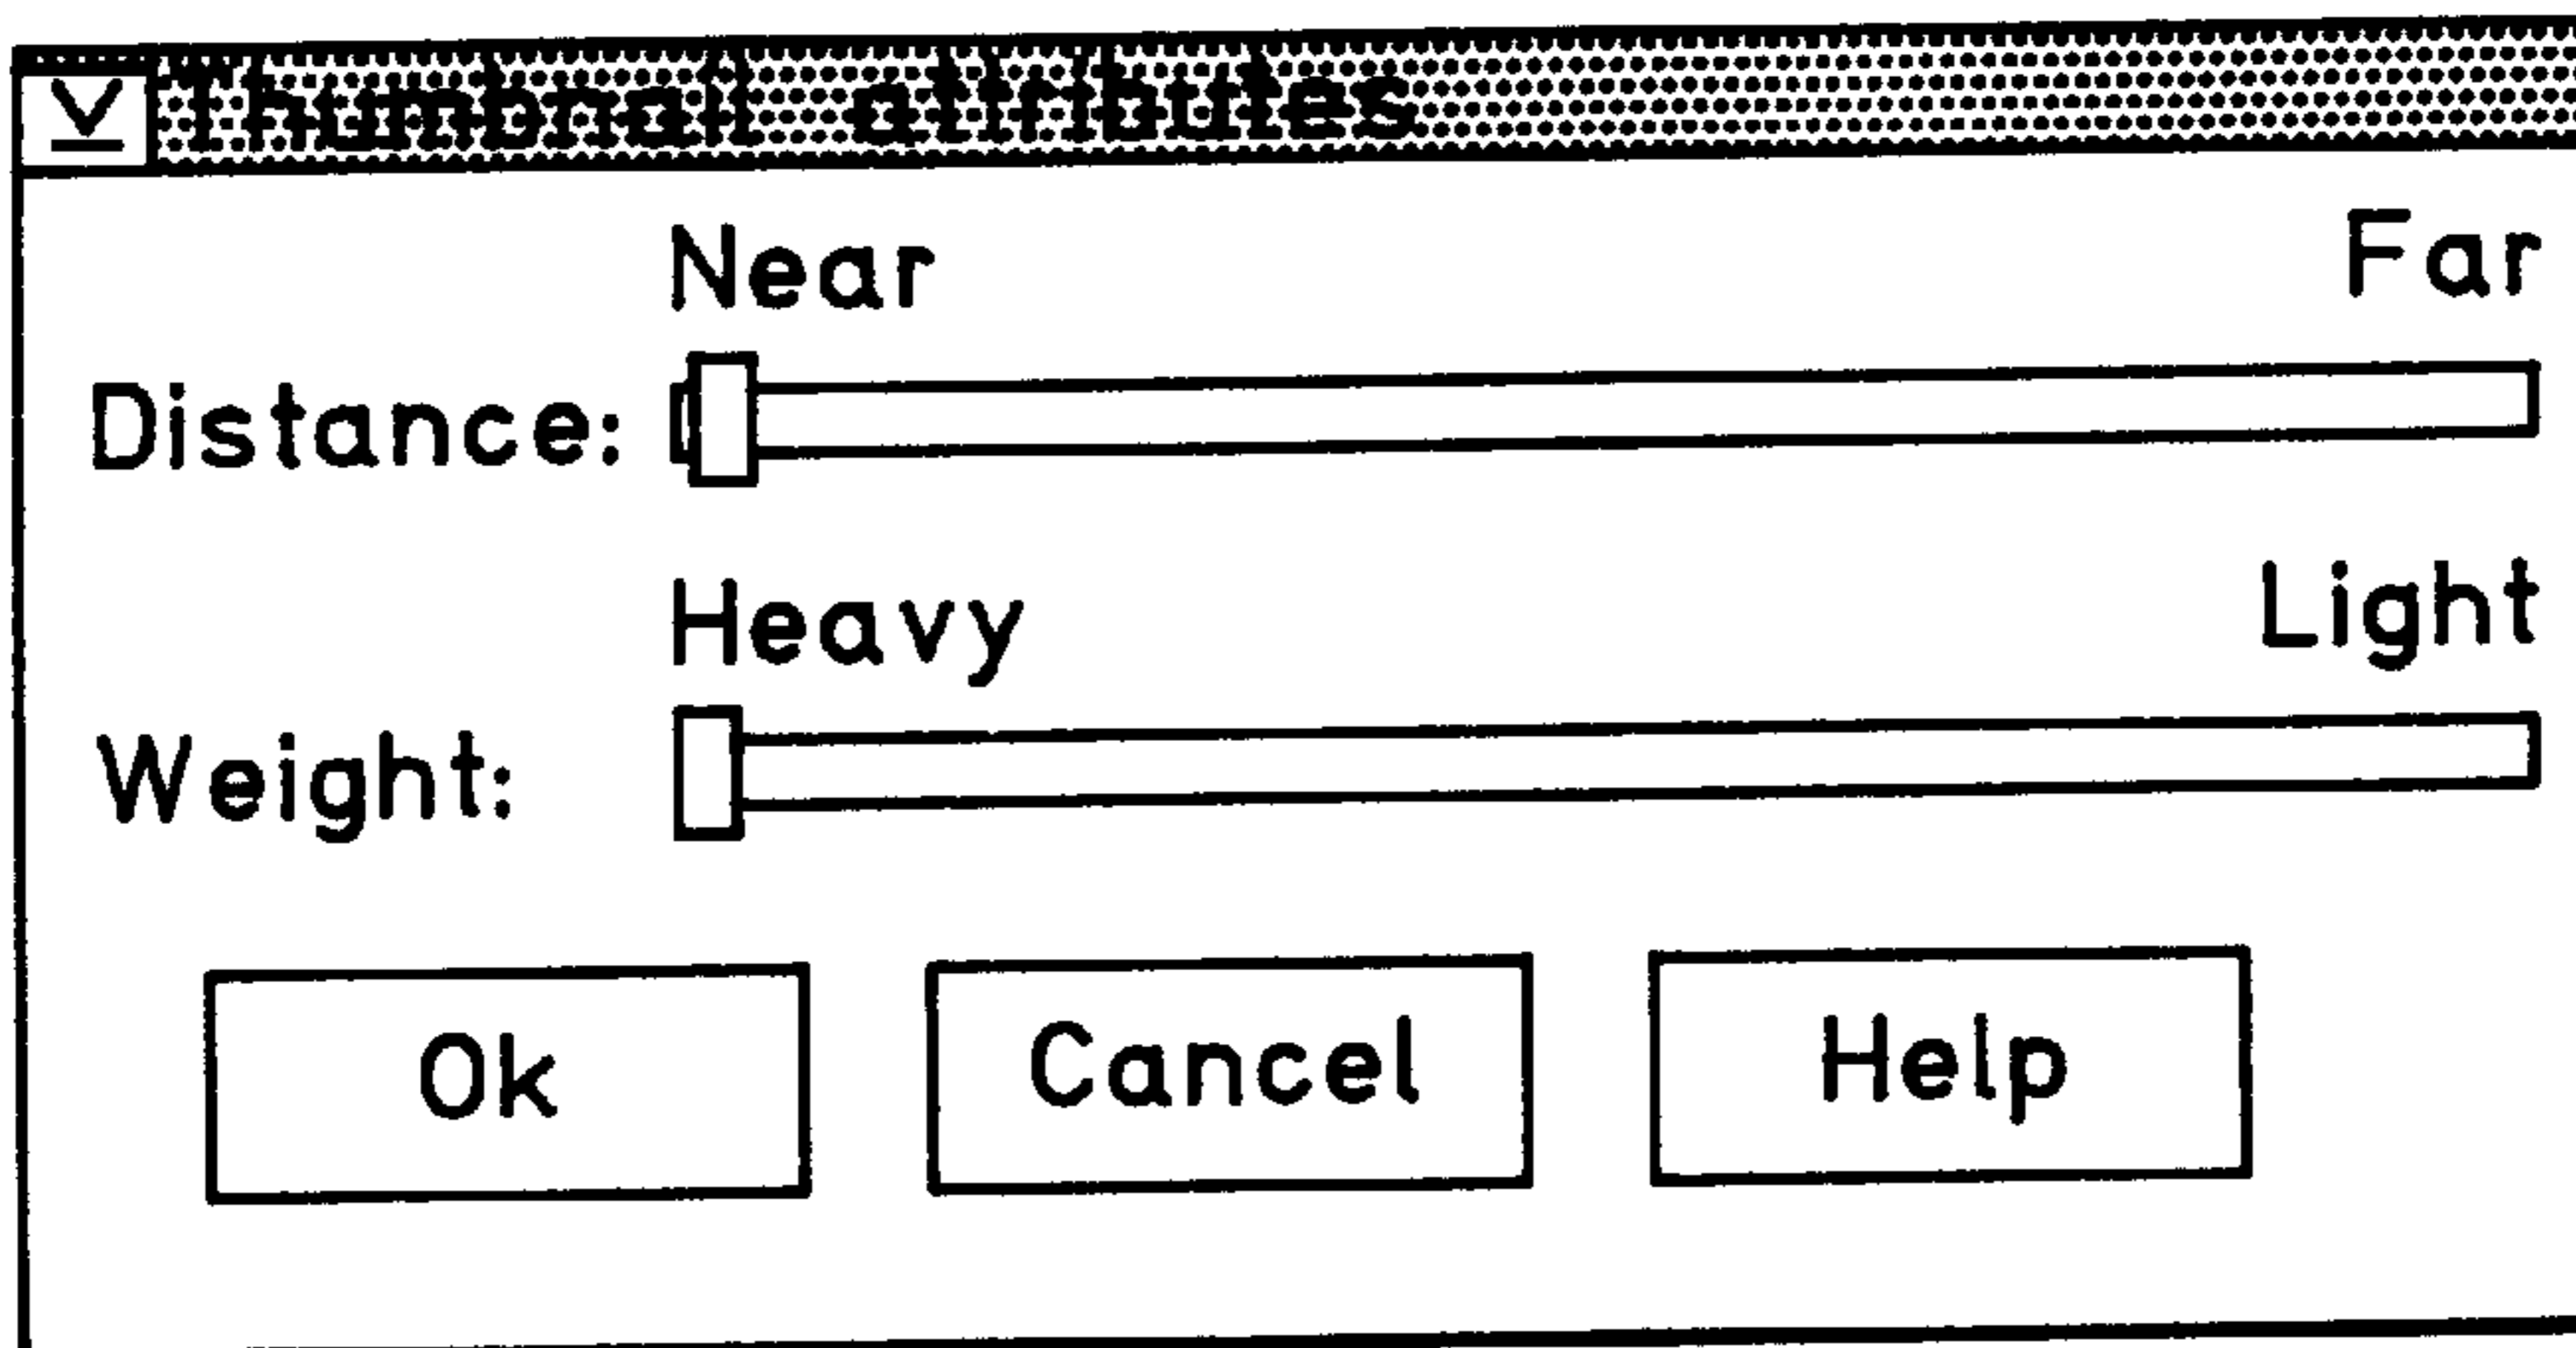 Thumbnail attributes
Near Far
Distance:
Heavy Light
Weight:
Ok Cancel Help